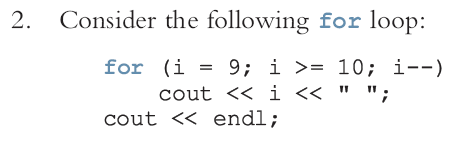 2. Consider the following for loop:
for (i = 9; i >= 10; i--)
cout << i << " ";
cout << endl;